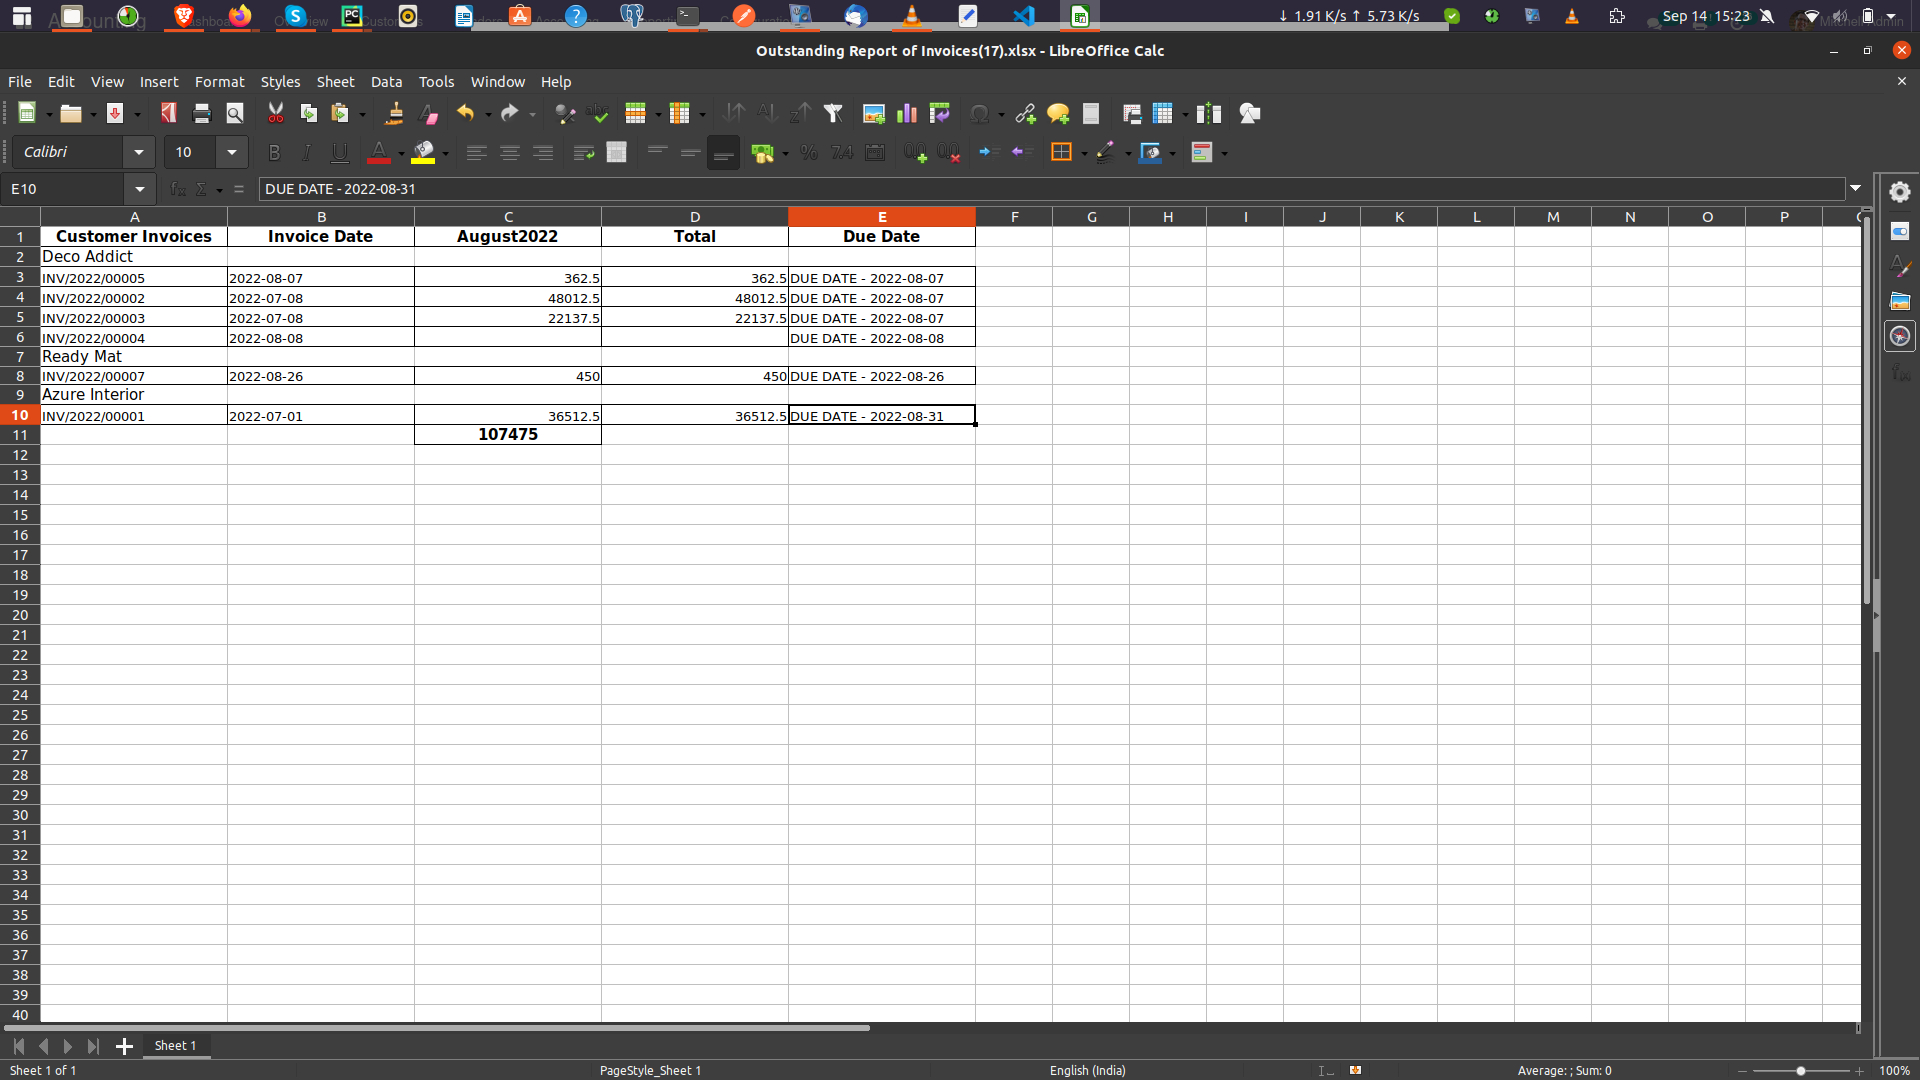 ↓ 1.91 K/s ↑ 5.73 K/s Sep 14 15:23
Outstanding Report of Invoices(17).xlsx - LibreOffice Calc
File Edit View Insert Format Styles Sheet Data Tools Window Help
Calibri 10
E10 DUE DATE - 2022-08-31
A B C D E F G H I J K L M N O P
1 Customer Invoices Invoice Date August2022 Total Due Date
2 Deco Addict
3 INV/2022/00005 2022-08-07 362.5 362.5 DUE DATE - 2022-08-07
4 INV/2022/00002 2022-07-08 48012.5 48012.5 DUE DATE - 2022-08-07
5 INV/2022/00003 2022-07-08 22137.5 22137.5 DUE DATE - 2022-08-07
6 INV/2022/00004 2022-08-08 DUE DATE - 2022-08-08
7 Ready Mat
8 INV/2022/00007 2022-08-26 450 450 DUE DATE - 2022-08-26
9 Azure Interior
10 INV/2022/00001 2022-07-01 36512.5 36512.5 DUE DATE - 2022-08-31
11 107475
12
13
14
15
16
17
18
19
20
21
22
23
24
25
26
27
28
29
30
31
32
33
34
35
36
37
38
39
40
Sheet 1
Sheet 1 of 1 PageStyle_Sheet 1 English (India) Average: ; Sum: 0 100%